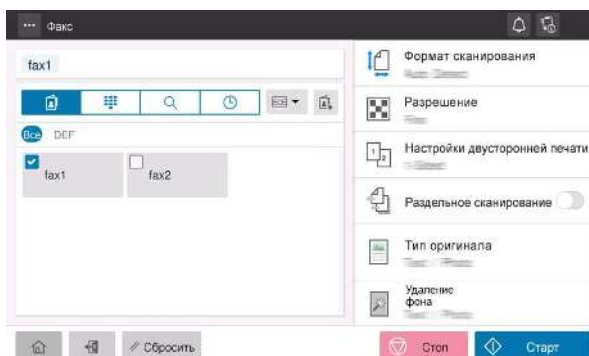 Факс
fax1
Все
DEF
fax1
fax2
Формат сканирования
Разрешение
Настройки двусторонней печати
Раздельное сканирование
Тип оригинала
Удаление
фона
Сбросить
Стоп
Старт